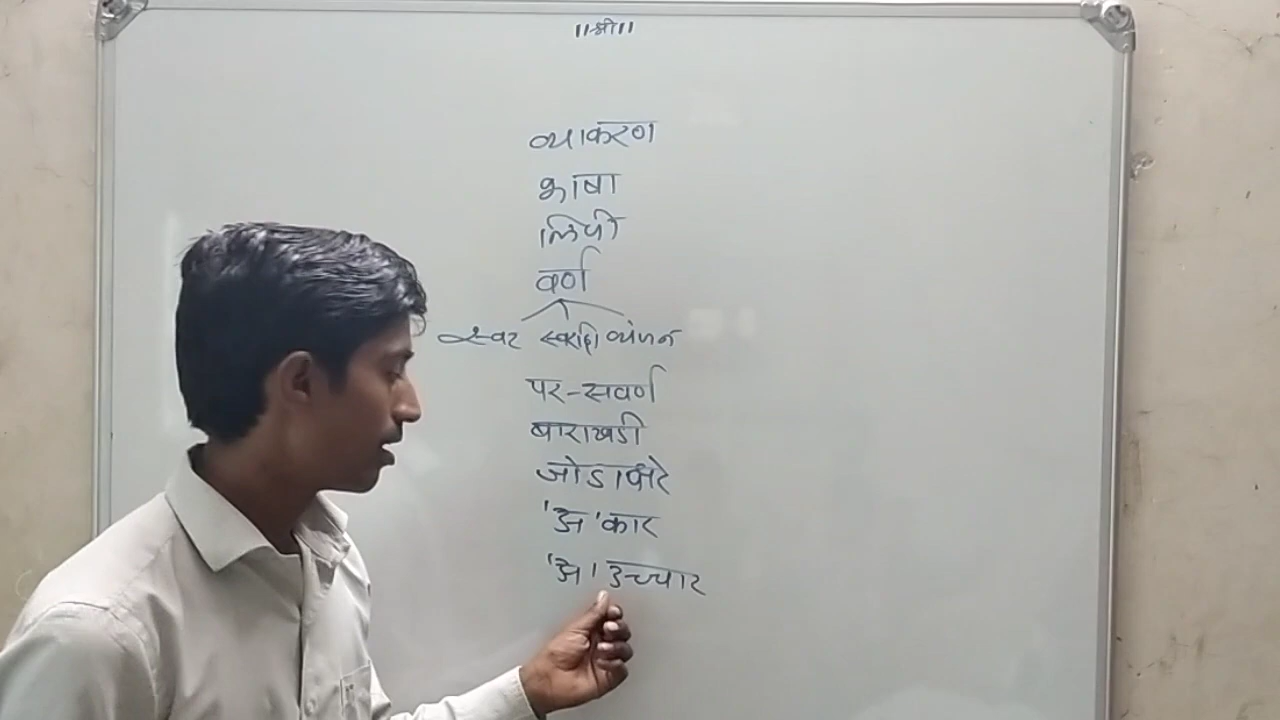 ॥श्री॥
व्याकरण
भाषा
लिपी
वर्ण
स्वर स्वरादी व्यंजन
पर-सवर्ण
बाराखडी
जोडाक्षरे
'अ'कार
'अ' उच्चार